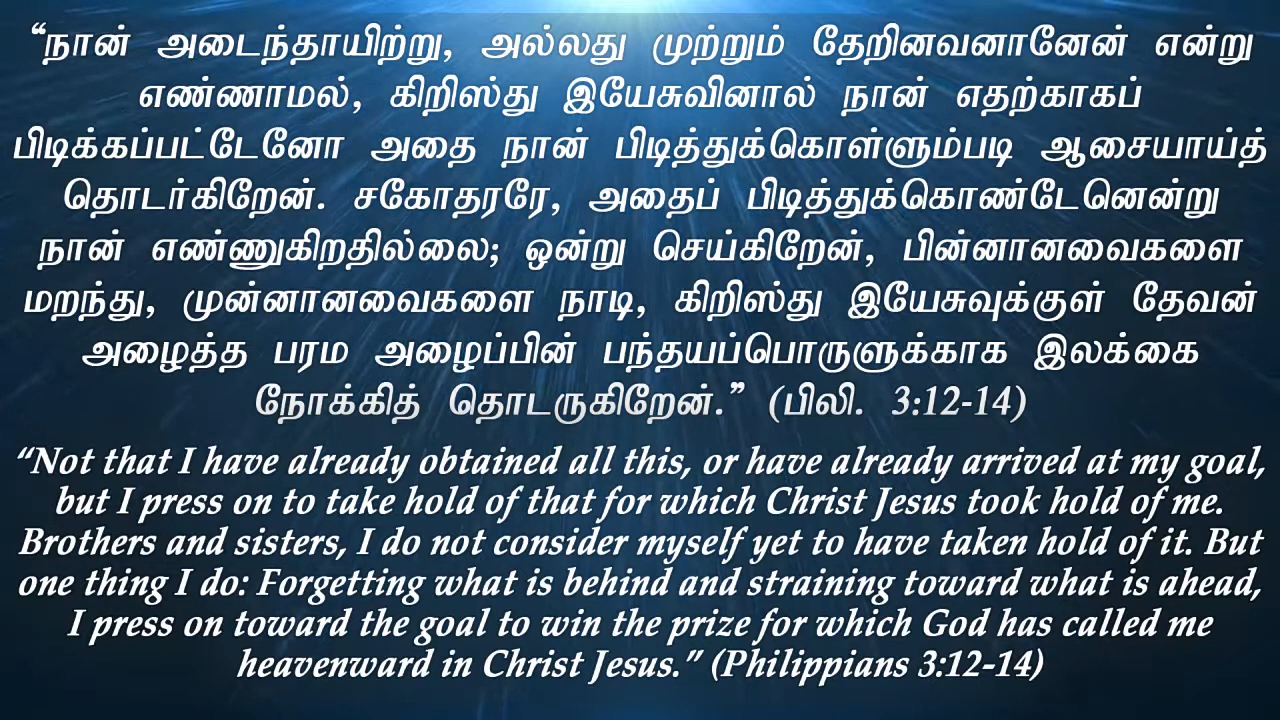 “நான் அடைந்தாயிற்று, அல்லது முற்றும் தேறினவனானேன் என்று
எண்ணாமல், கிறிஸ்து இயேசுவினால் நான் எதற்காகப்
பிடிக்கப்பட்டேனோ அதை நான் பிடித்துக்கொள்ளும்படி ஆசையாய்த்
தொடர்கிறேன். சகோதரரே, அதைப் பிடித்துக்கொண்டேனென்று
நான் எண்ணுகிறதில்லை; ஒன்று செய்கிறேன், பின்னானவைகளை
மறந்து, முன்னானவைகளை நாடி, கிறிஸ்து இயேசுவுக்குள் தேவன்
அழைத்த பரம அழைப்பின் பந்தயப்பொருளுக்காக இலக்கை
நோக்கித் தொடருகிறேன்.” (பிலி. 3:12-14)
“Not that I have already obtained all this, or have already arrived at my goal,
but I press on to take hold of that for which Christ Jesus took hold of me.
Brothers and sisters, I do not consider myself yet to have taken hold of it. But
one thing I do: Forgetting what is behind and straining toward what is ahead,
I press on toward the goal to win the prize for which God has called me
heavenward in Christ Jesus.” (Philippians 3:12-14)